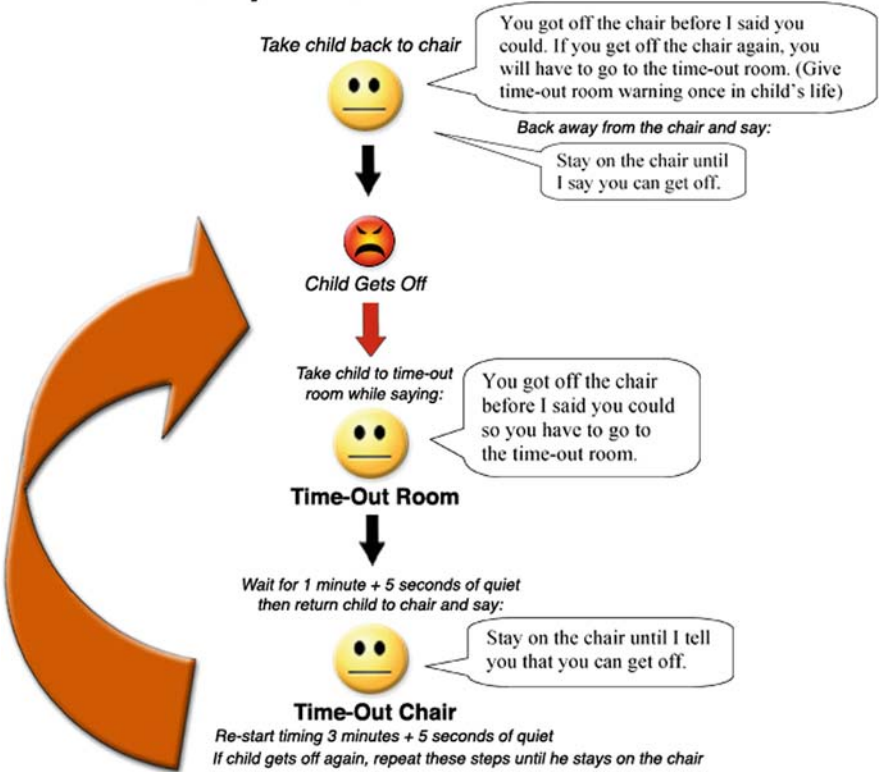 Take child back to chair
You got off the chair before I said you
could. If you get off the chair again, you
will have to go to the time-out room. (Give
time-out room warning once in child's life)
Back away from the chair and say:
Stay on the chair until
I say you can get off.
Child Gets Off
Take child to time-out
room while saying:
You got off the chair
before I said you could
so you have to go to
the time-out room.
Time-Out Room
Wait for 1 minute + 5 seconds of quiet
then return child to chair and say:
Stay on the chair until I tell
you that you can get off.
Time-Out Chair
Re-start timing 3 minutes + 5 seconds of quiet
If child gets off again, repeat these steps until he stays on the chair